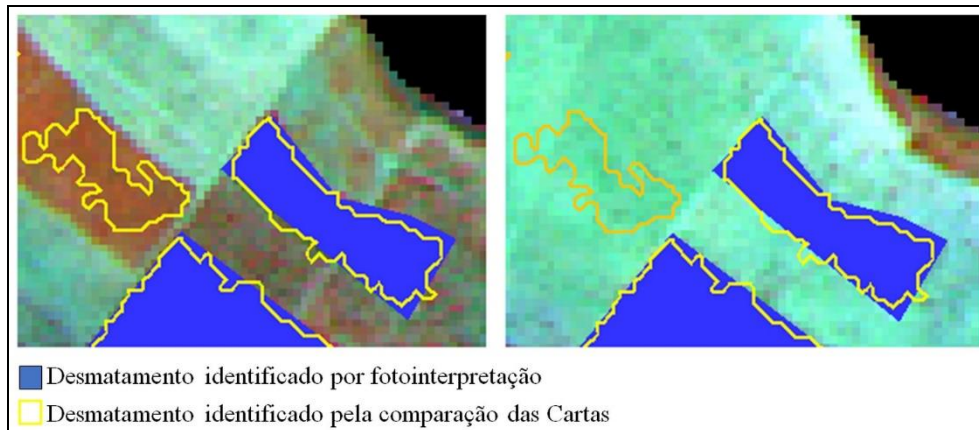 Desmatamento identificado por fotointerpretação
Desmatamento identificado pela comparação das Cartas